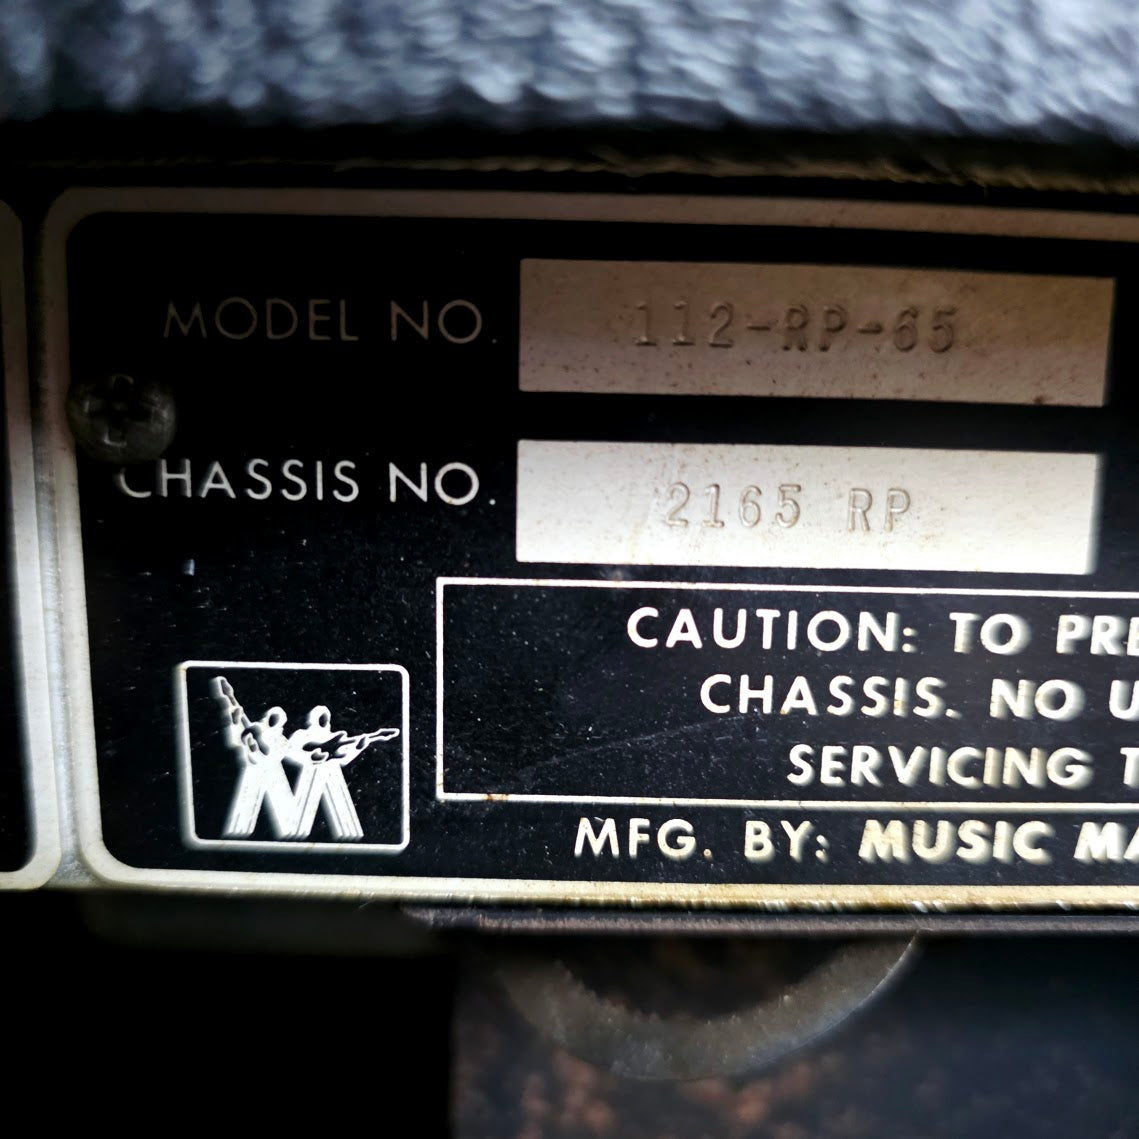 MODEL NO. 112-RP-65
CHASSIS NO. 2165 RP
CAUTION: TO PRE
CHASSIS. NO U
SERVICING T
MFG. BY: MUSIC MA